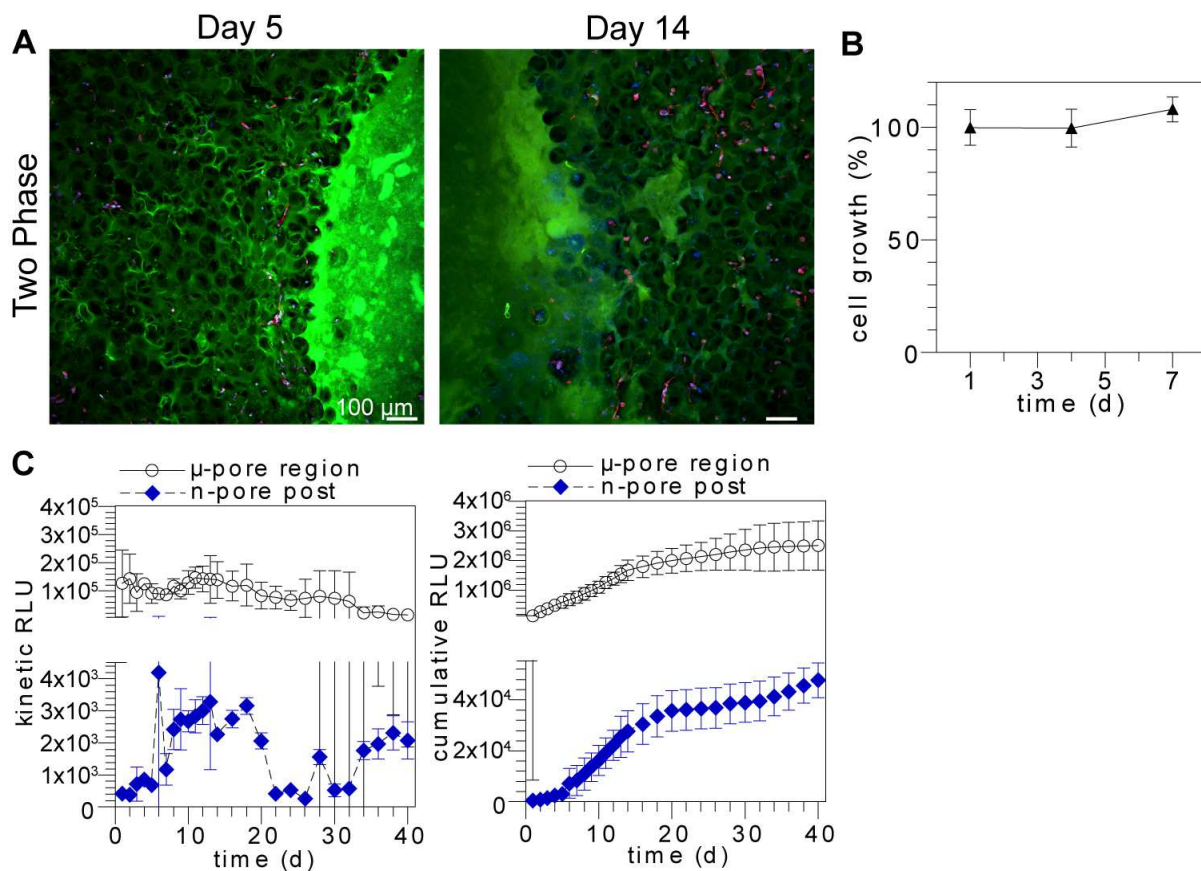 A
Day 5
Day 14
B
Two Phase
100 µm
cell growth (%)
100
50
0
1 3 5 7
time (d)
C
µ-pore region
n-pore post
kinetic RLU
4x10⁵
3x10⁵
2x10⁵
1x10⁵
4x10³
3x10³
2x10³
1x10³
0
0 10 20 30 40
time (d)
µ-pore region
n-pore post
cumulative RLU
4x10⁶
3x10⁶
2x10⁶
1x10⁶
4x10⁴
2x10⁴
0
0 10 20 30 40
time (d)